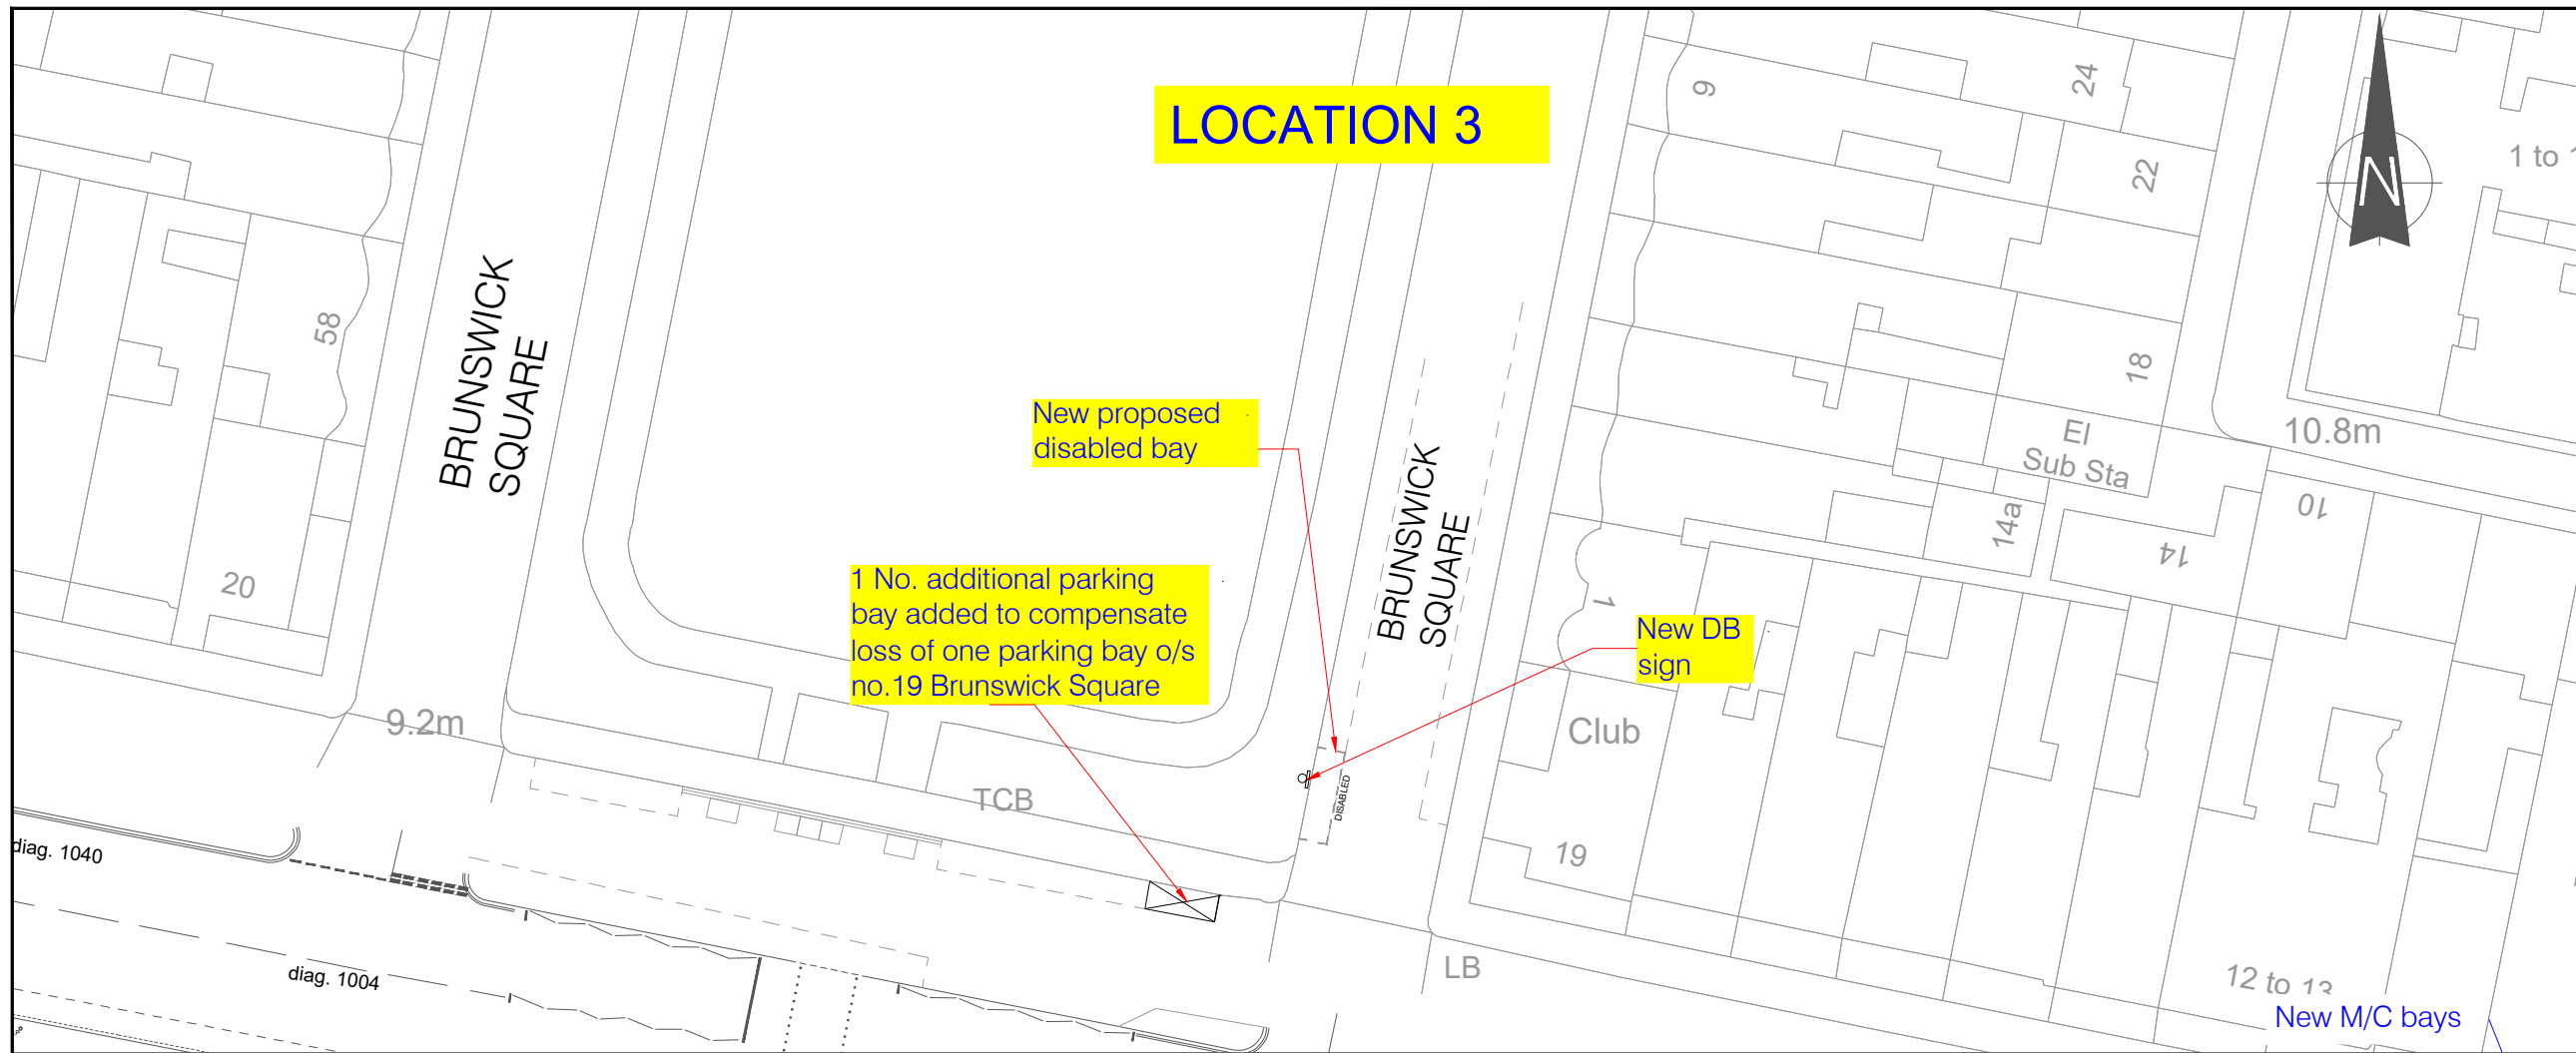 LOCATION 3
9
24
22
1 to
N
58
BRUNSWICK
SQUARE
New proposed
disabled bay
18
10.8m
El
Sub Sta
BRUNSWICK
SQUARE
10
14a
14
20
1 No. additional parking
bay added to compensate
loss of one parking bay o/s
no.19 Brunswick Square
1
New DB
sign
9.2m
Club
TCB
DISABLED
19
diag. 1040
diag. 1004
LB
12 to 13
New M/C bays